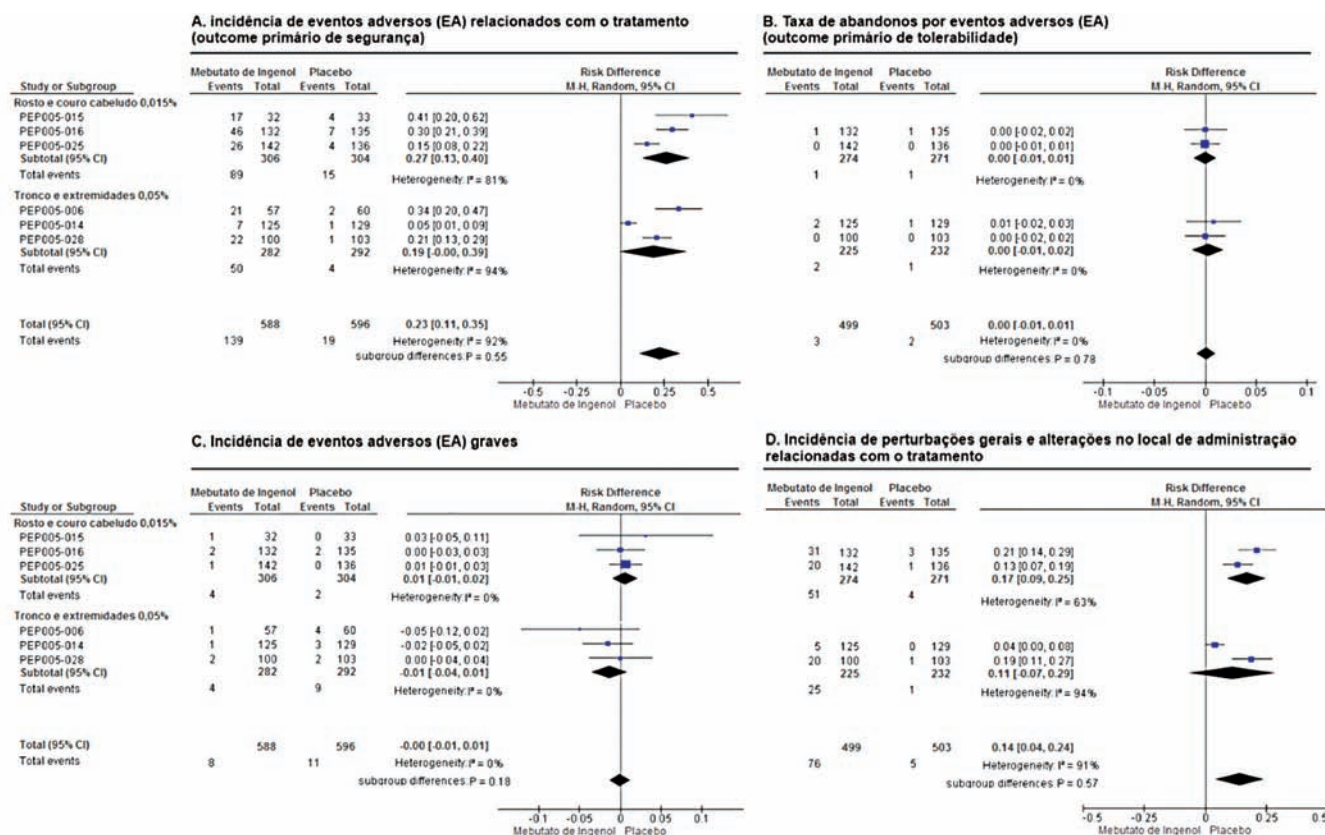 A. incidência de eventos adversos (EA) relacionados com o tratamento
(outcome primário de segurança)
Mebutato de Ingenol Placebo Risk Difference
Study or Subgroup Events Total Events Total M-H, Random, 95% CI
Rosto e couro cabeludo 0,015%
PEP005-015 17 32 4 33 0.41 [0.20, 0.62]
PEP005-016 46 132 7 135 0.30 [0.21, 0.39]
PEP005-025 26 142 4 136 0.15 [0.08, 0.22]
Subtotal (95% CI) 306 304 0.27 [0.13, 0.40]
Total events 89 15 Heterogeneity: I² = 81%
Tronco e extremidades 0,05%
PEP005-006 21 57 2 60 0.34 [0.20, 0.47]
PEP005-014 7 125 1 129 0.05 [0.01, 0.09]
PEP005-028 22 100 1 103 0.21 [0.13, 0.29]
Subtotal (95% CI) 282 292 0.19 [-0.00, 0.39]
Total events 50 4 Heterogeneity: I² = 94%
Total (95% CI) 588 596 0.23 [0.11, 0.35]
Total events 139 19 Heterogeneity: I² = 92%
subgroup differences: P = 0.55
-0.5 -0.25 0 0.25 0.5
Mebutato de Ingenol Placebo
B. Taxa de abandonos por eventos adversos (EA)
(outcome primário de tolerabilidade)
Mebutato de Ingenol Placebo Risk Difference
Events Total Events Total M-H, Random, 95% CI
1 132 1 135 0.00 [-0.02, 0.02]
0 142 0 136 0.00 [-0.01, 0.01]
274 271 0.00 [-0.01, 0.01]
1 1 Heterogeneity: I² = 0%
2 125 1 129 0.01 [-0.02, 0.03]
0 100 0 103 0.00 [-0.02, 0.02]
225 232 0.00 [-0.01, 0.02]
2 1 Heterogeneity: I² = 0%
499 503 0.00 [-0.01, 0.01]
3 2 Heterogeneity: I² = 0%
subgroup differences: P = 0.78
-0.1 -0.05 0 0.05 0.1
Mebutato de Ingenol Placebo
C. Incidência de eventos adversos (EA) graves
Mebutato de Ingenol Placebo Risk Difference
Study or Subgroup Events Total Events Total M-H, Random, 95% CI
Rosto e couro cabeludo 0,015%
PEP005-015 1 32 0 33 0.03 [-0.05, 0.11]
PEP005-016 2 132 2 135 0.00 [-0.03, 0.03]
PEP005-025 1 142 0 136 0.01 [-0.01, 0.03]
Subtotal (95% CI) 306 304 0.01 [-0.01, 0.02]
Total events 4 2 Heterogeneity: I² = 0%
Tronco e extremidades 0,05%
PEP005-006 1 57 4 60 -0.05 [-0.12, 0.02]
PEP005-014 1 125 3 129 -0.02 [-0.05, 0.02]
PEP005-028 2 100 2 103 0.00 [-0.04, 0.04]
Subtotal (95% CI) 282 292 -0.01 [-0.04, 0.01]
Total events 4 9 Heterogeneity: I² = 0%
Total (95% CI) 588 596 -0.00 [-0.01, 0.01]
Total events 8 11 Heterogeneity: I² = 0%
subgroup differences: P = 0.18
-0.1 -0.05 0 0.05 0.1
Mebutato de Ingenol Placebo
D. Incidência de perturbações gerais e alterações no local de administração
relacionadas com o tratamento
Mebutato de Ingenol Placebo Risk Difference
Events Total Events Total M-H, Random, 95% CI
31 132 3 135 0.21 [0.14, 0.29]
20 142 1 136 0.13 [0.07, 0.19]
274 271 0.17 [0.09, 0.25]
51 4 Heterogeneity: I² = 63%
5 125 0 129 0.04 [0.00, 0.08]
20 100 1 103 0.19 [0.11, 0.27]
225 232 0.11 [-0.07, 0.29]
25 1 Heterogeneity: I² = 94%
499 503 0.14 [0.04, 0.24]
76 5 Heterogeneity: I² = 91%
subgroup differences: P = 0.57
-0.5 -0.25 0 0.25 0.5
Mebutato de Ingenol Placebo